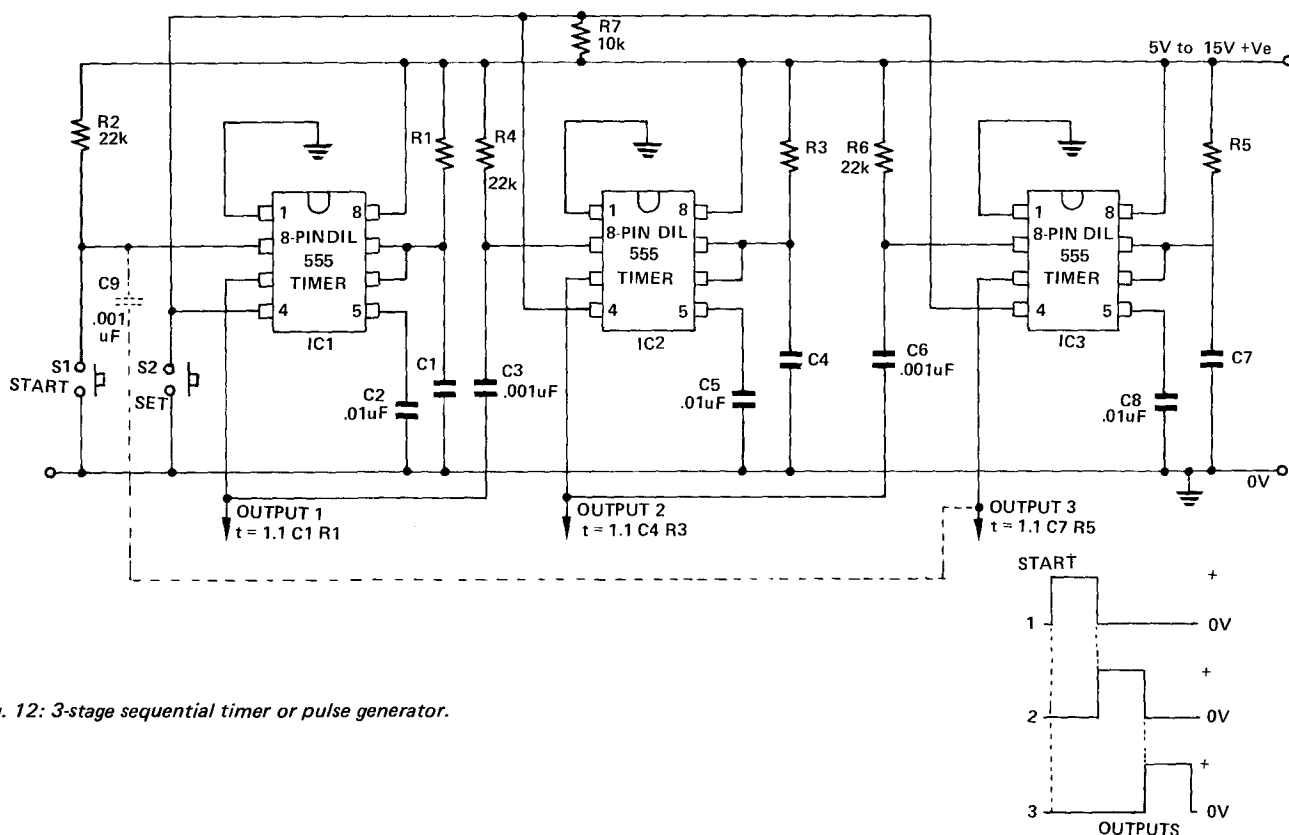 R7
10k
5V to 15V +Ve
R2
22k
R1
R4
22k
R3
R6
22k
R5
1
8
8-PIN DIL
555
TIMER
4
5
IC1
1
8
8-PIN DIL
555
TIMER
4
5
IC2
1
8
8-PIN DIL
555
TIMER
4
5
IC3
C9
.001
uF
S1
START
S2
SET
C2
.01uF
C1
C3
.001uF
C5
.01uF
C4
C6
.001uF
C8
.01uF
C7
0V
OUTPUT 1
t = 1.1 C1 R1
OUTPUT 2
t = 1.1 C4 R3
OUTPUT 3
t = 1.1 C7 R5
START
+
1
0V
+
2
0V
+
3
0V
OUTPUTS
. 12: 3-stage sequential timer or pulse generator.